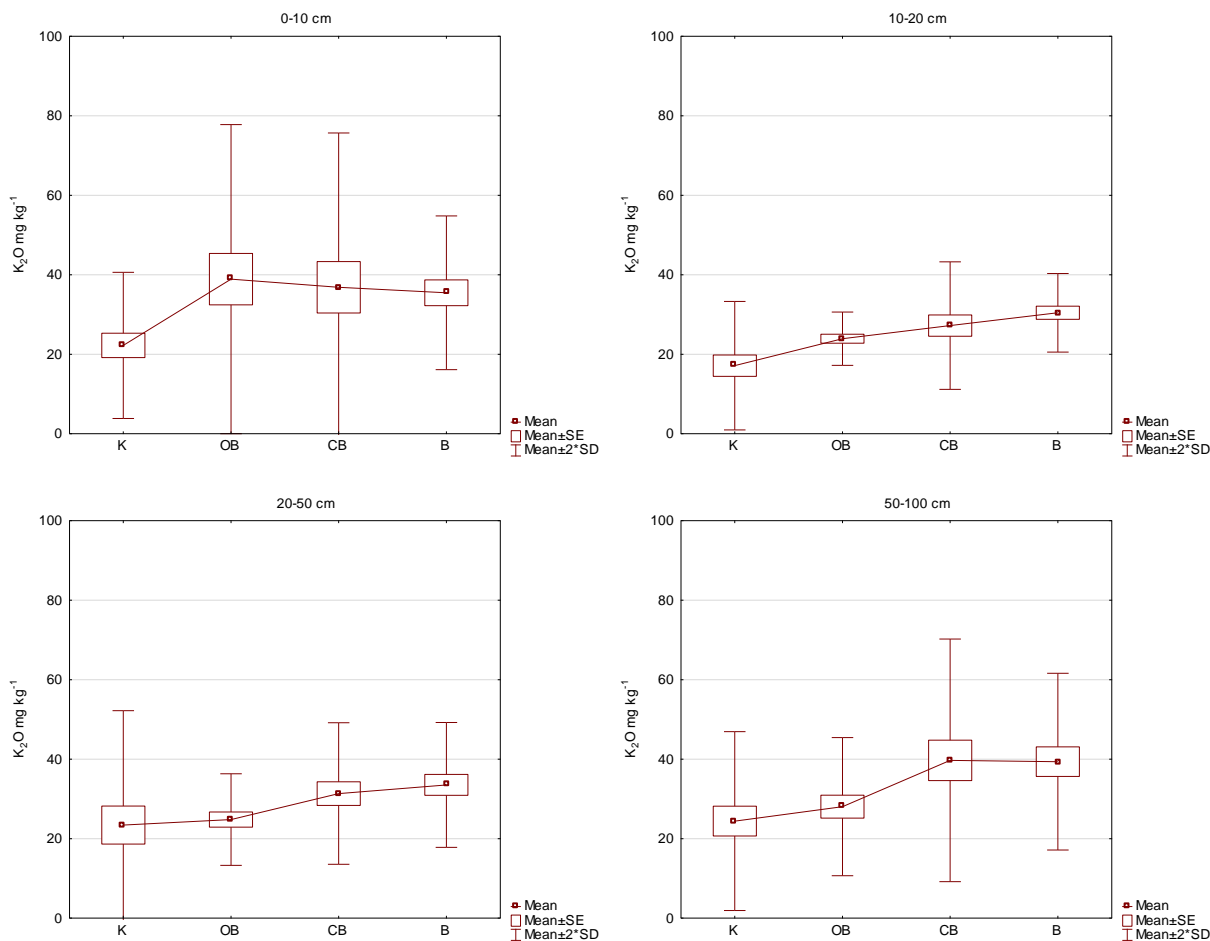 0-10 cm
100
80
60
40
20
0
K₂O mg kg⁻¹
K OB CB B
Mean
Mean±SE
Mean±2*SD
10-20 cm
100
80
60
40
20
0
K₂O mg kg⁻¹
K OB CB B
Mean
Mean±SE
Mean±2*SD
20-50 cm
100
80
60
40
20
0
K₂O mg kg⁻¹
K OB CB B
Mean
Mean±SE
Mean±2*SD
50-100 cm
100
80
60
40
20
0
K₂O mg kg⁻¹
K OB CB B
Mean
Mean±SE
Mean±2*SD